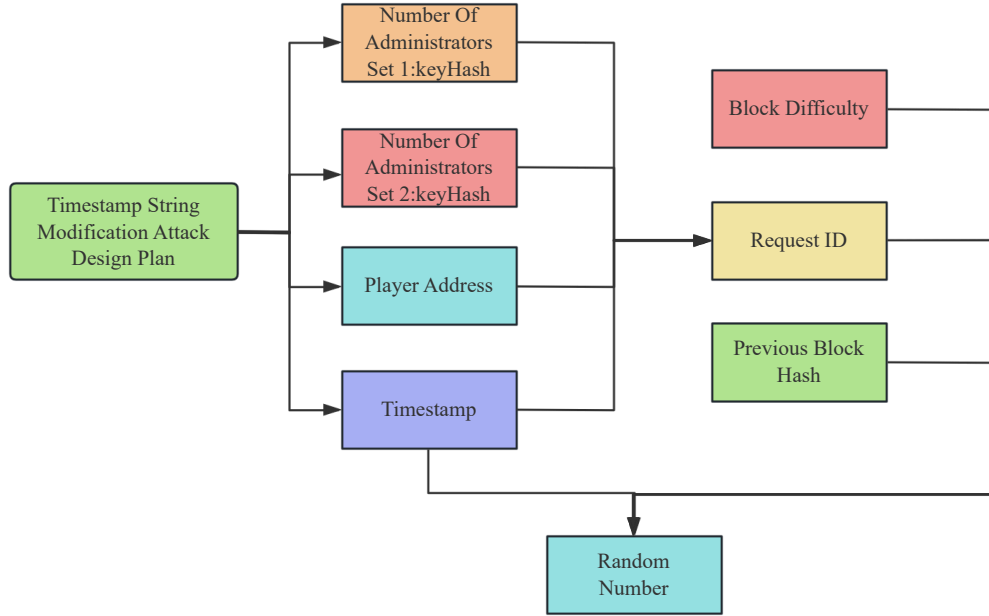 Number Of
Administrators
Set 1:keyHash
Block Difficulty
Number Of
Administrators
Set 2:keyHash
Timestamp String
Modification Attack
Design Plan
Request ID
Player Address
Previous Block
Hash
Timestamp
Random
Number